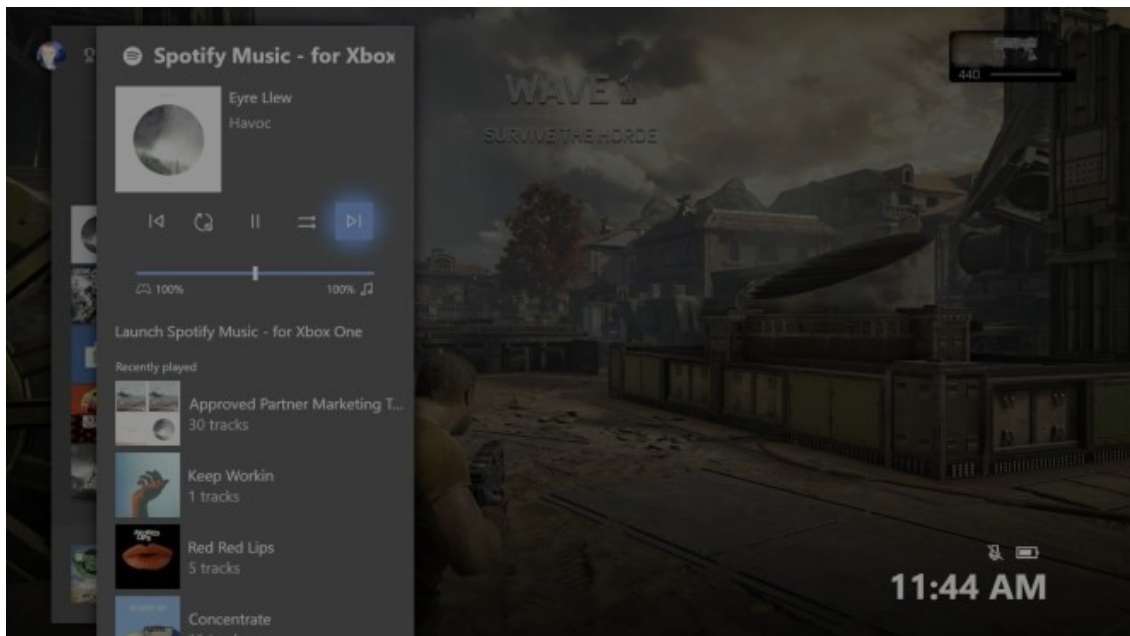 Spotify Music - for Xbox
Eyre Llew
Havoc
100%
100%
Launch Spotify Music - for Xbox One
Recently played
Approved Partner Marketing T...
30 tracks
Keep Workin
1 tracks
Red Red Lips
5 tracks
Concentrate
WAVE 1
SURVIVE THE HORDE
440
11:44 AM